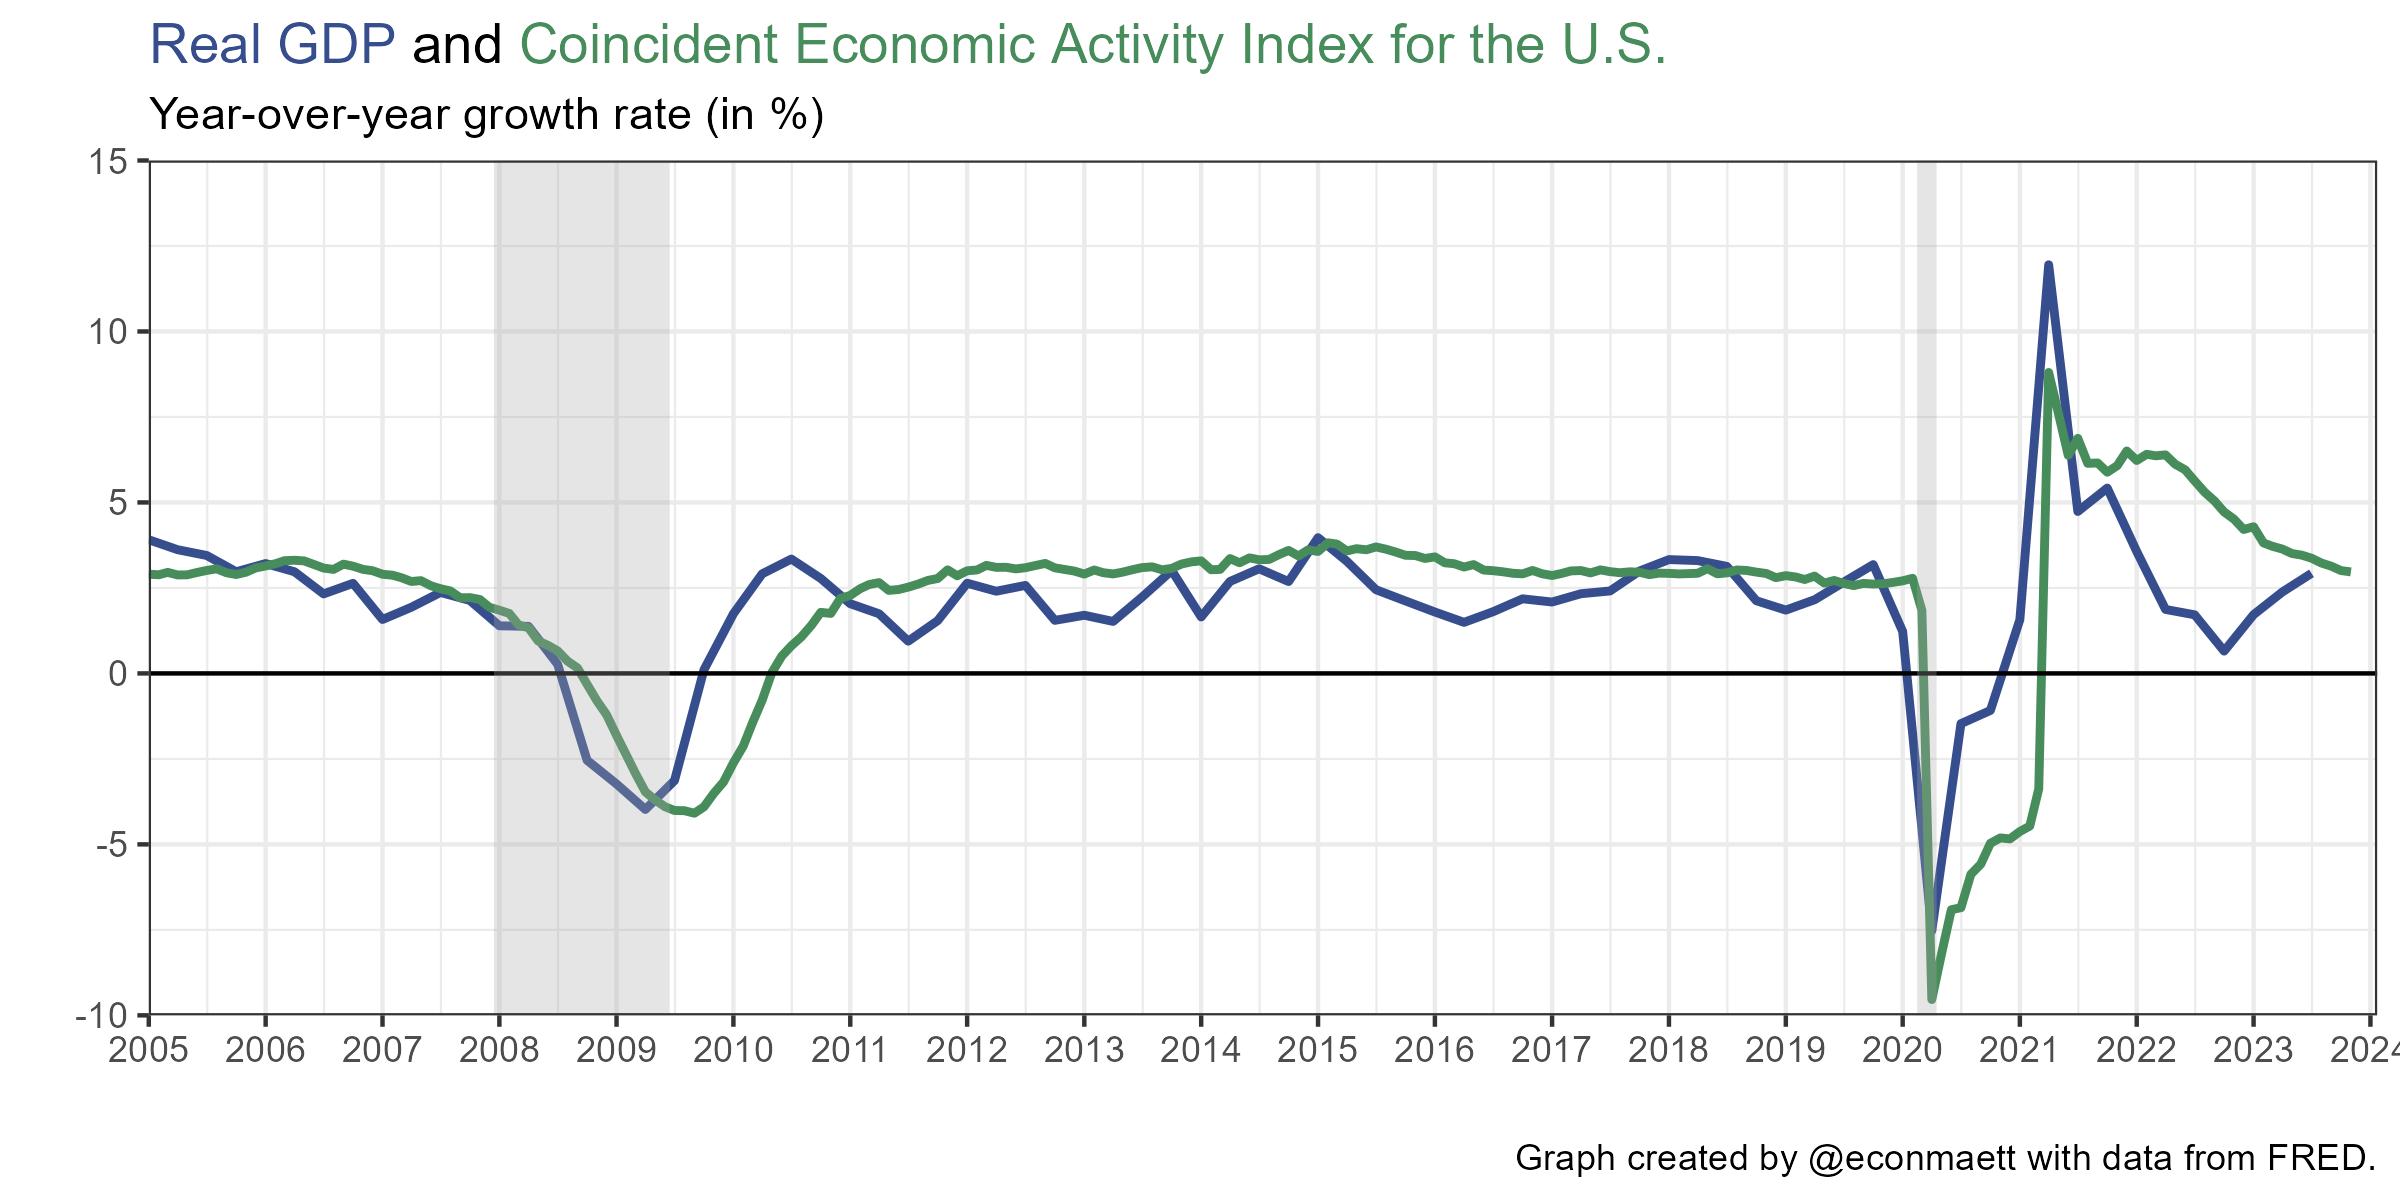 Real GDP and Coincident Economic Activity Index for the U.S.
Year-over-year growth rate (in %)
15
10
5
0
-5
-10
2005 2006 2007 2008 2009 2010 2011 2012 2013 2014 2015 2016 2017 2018 2019 2020 2021 2022 2023 2024
Graph created by @econmaett with data from FRED.